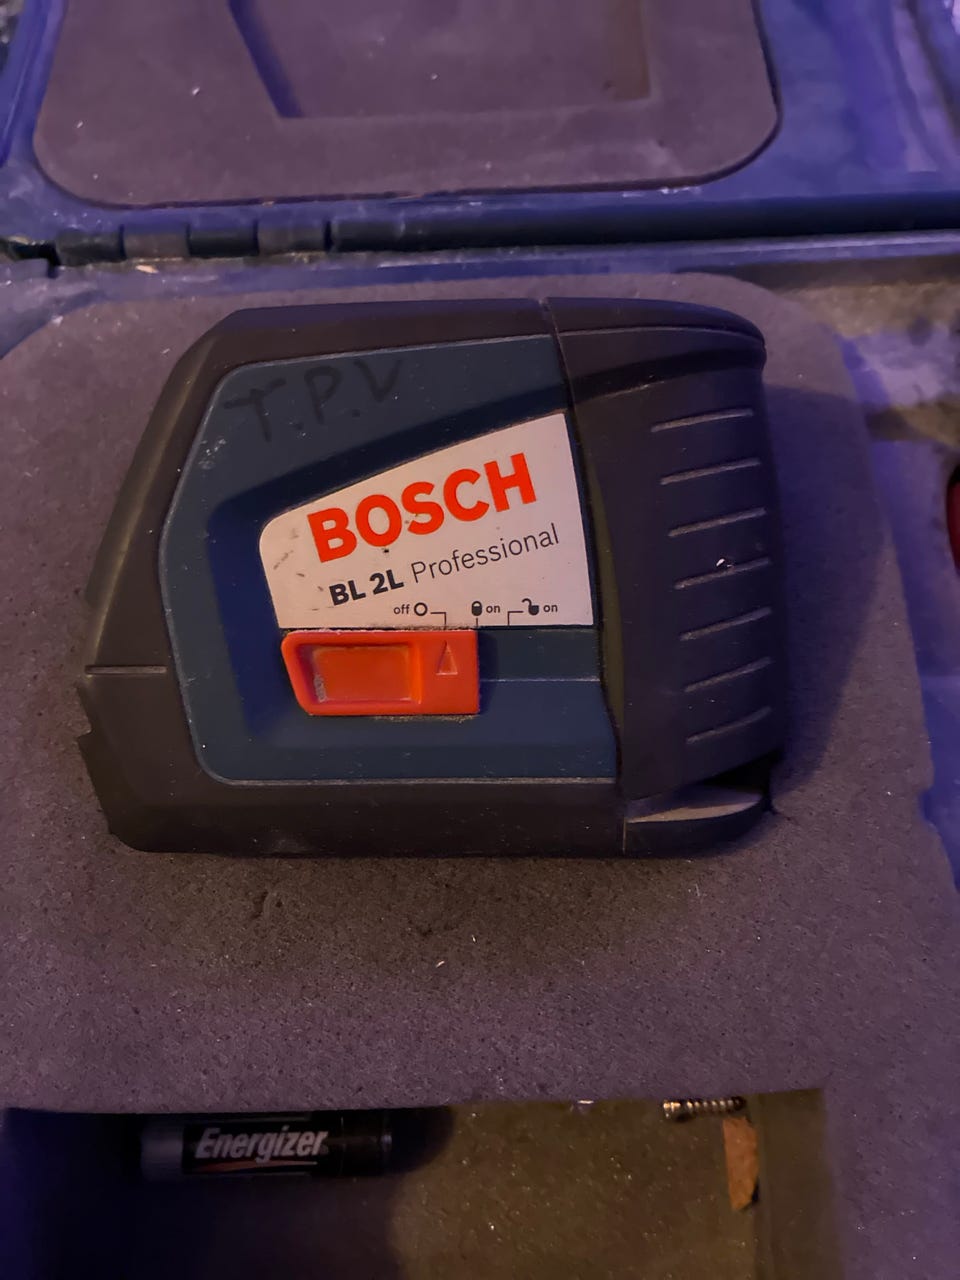 T.P.V
BOSCH
BL 2L Professional
off on on
Energizer